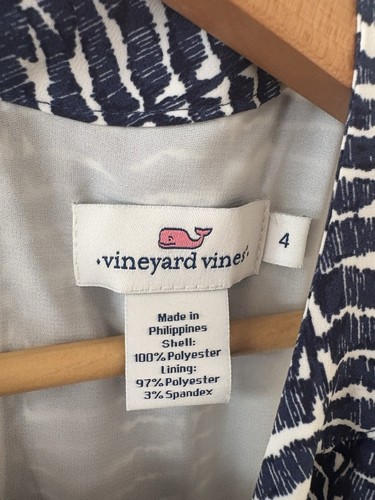 ·vineyard vines·
4
Made in
Philippines
Shell:
100% Polyester
Lining:
97% Polyester
3% Spandex